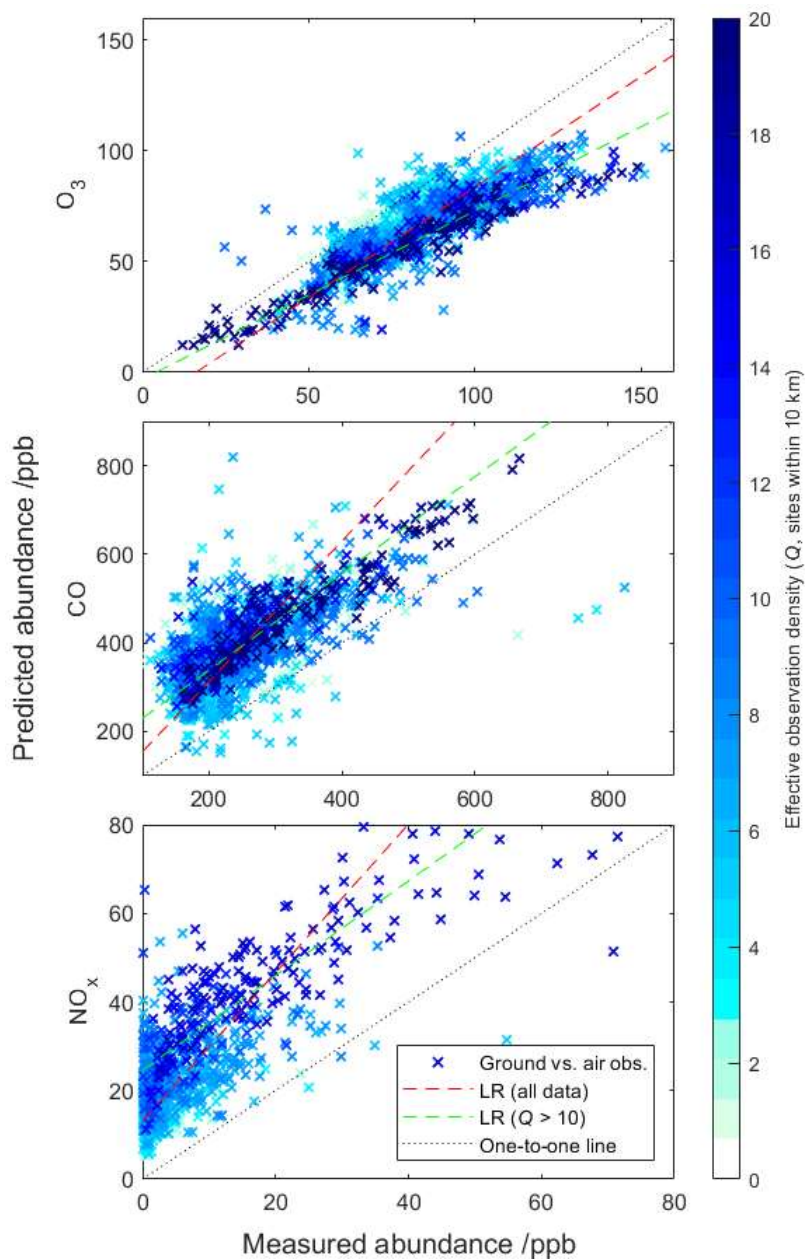 150
100
50
0
0 50 100 150
O3
800
600
400
200
200 400 600 800
CO
Predicted abundance /ppb
80
60
40
20
0
0 20 40 60 80
NOx
Ground vs. air obs.
LR (all data)
LR (Q > 10)
One-to-one line
Measured abundance /ppb
20
18
16
14
12
10
8
6
4
2
0
Effective observation density (Q, sites within 10 km)